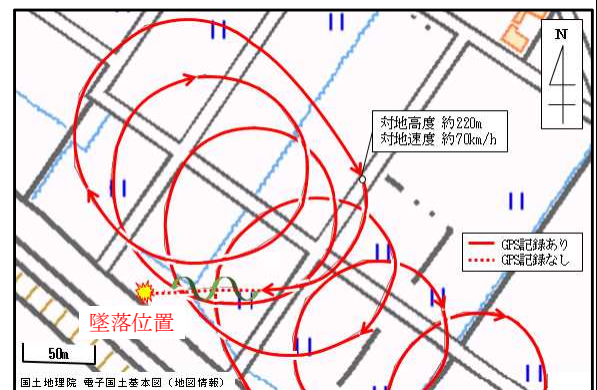 N
対地高度 約220m
対地速度 約70km/h
GPS記録あり
GPS記録なし
墜落位置
50m
国土地理院 電子国土基本図(地図情報)